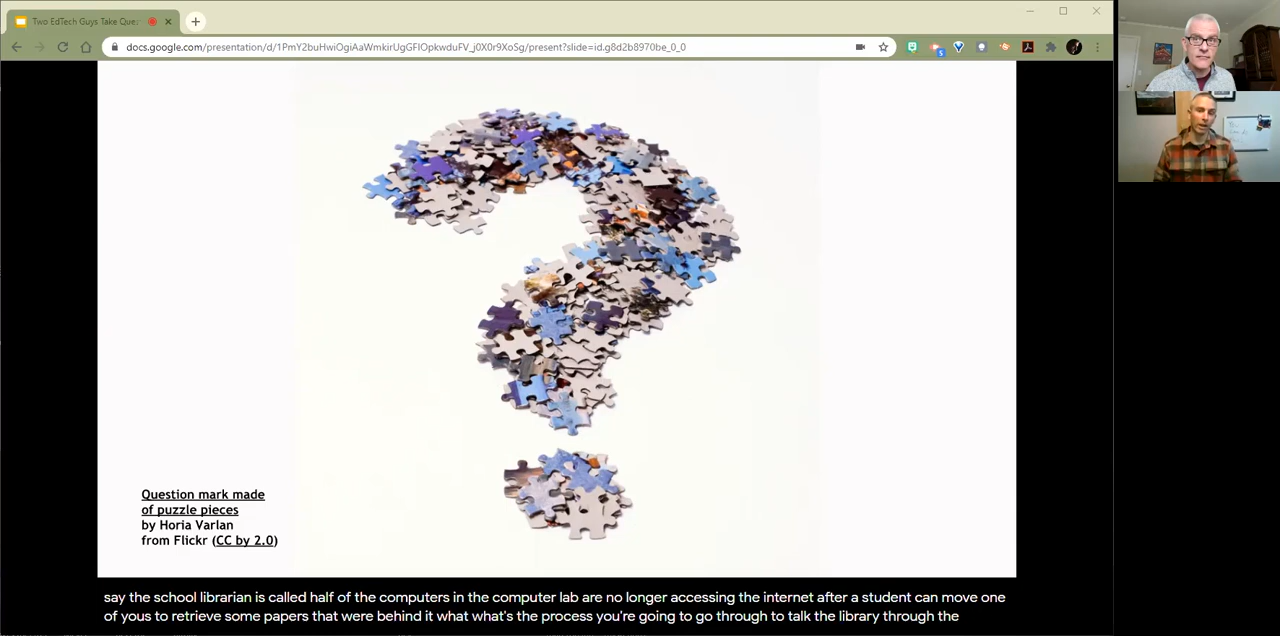 Two EdTech Guys Take Que
docs.google.com/presentation/d/1PmY2buHwiOgiAaWmkirUgGFIOpkwduFV_j0X0r9XoSg/present?slide=id.g8d2b8970be_0_0
Question mark made
of puzzle pieces
by Horia Varlan
from Flickr (CC by 2.0)
say the school librarian is called half of the computers in the computer lab are no longer accessing the internet after a student can move one
of yous to retrieve some papers that were behind it what what's the process you're going to go through to talk the library through the